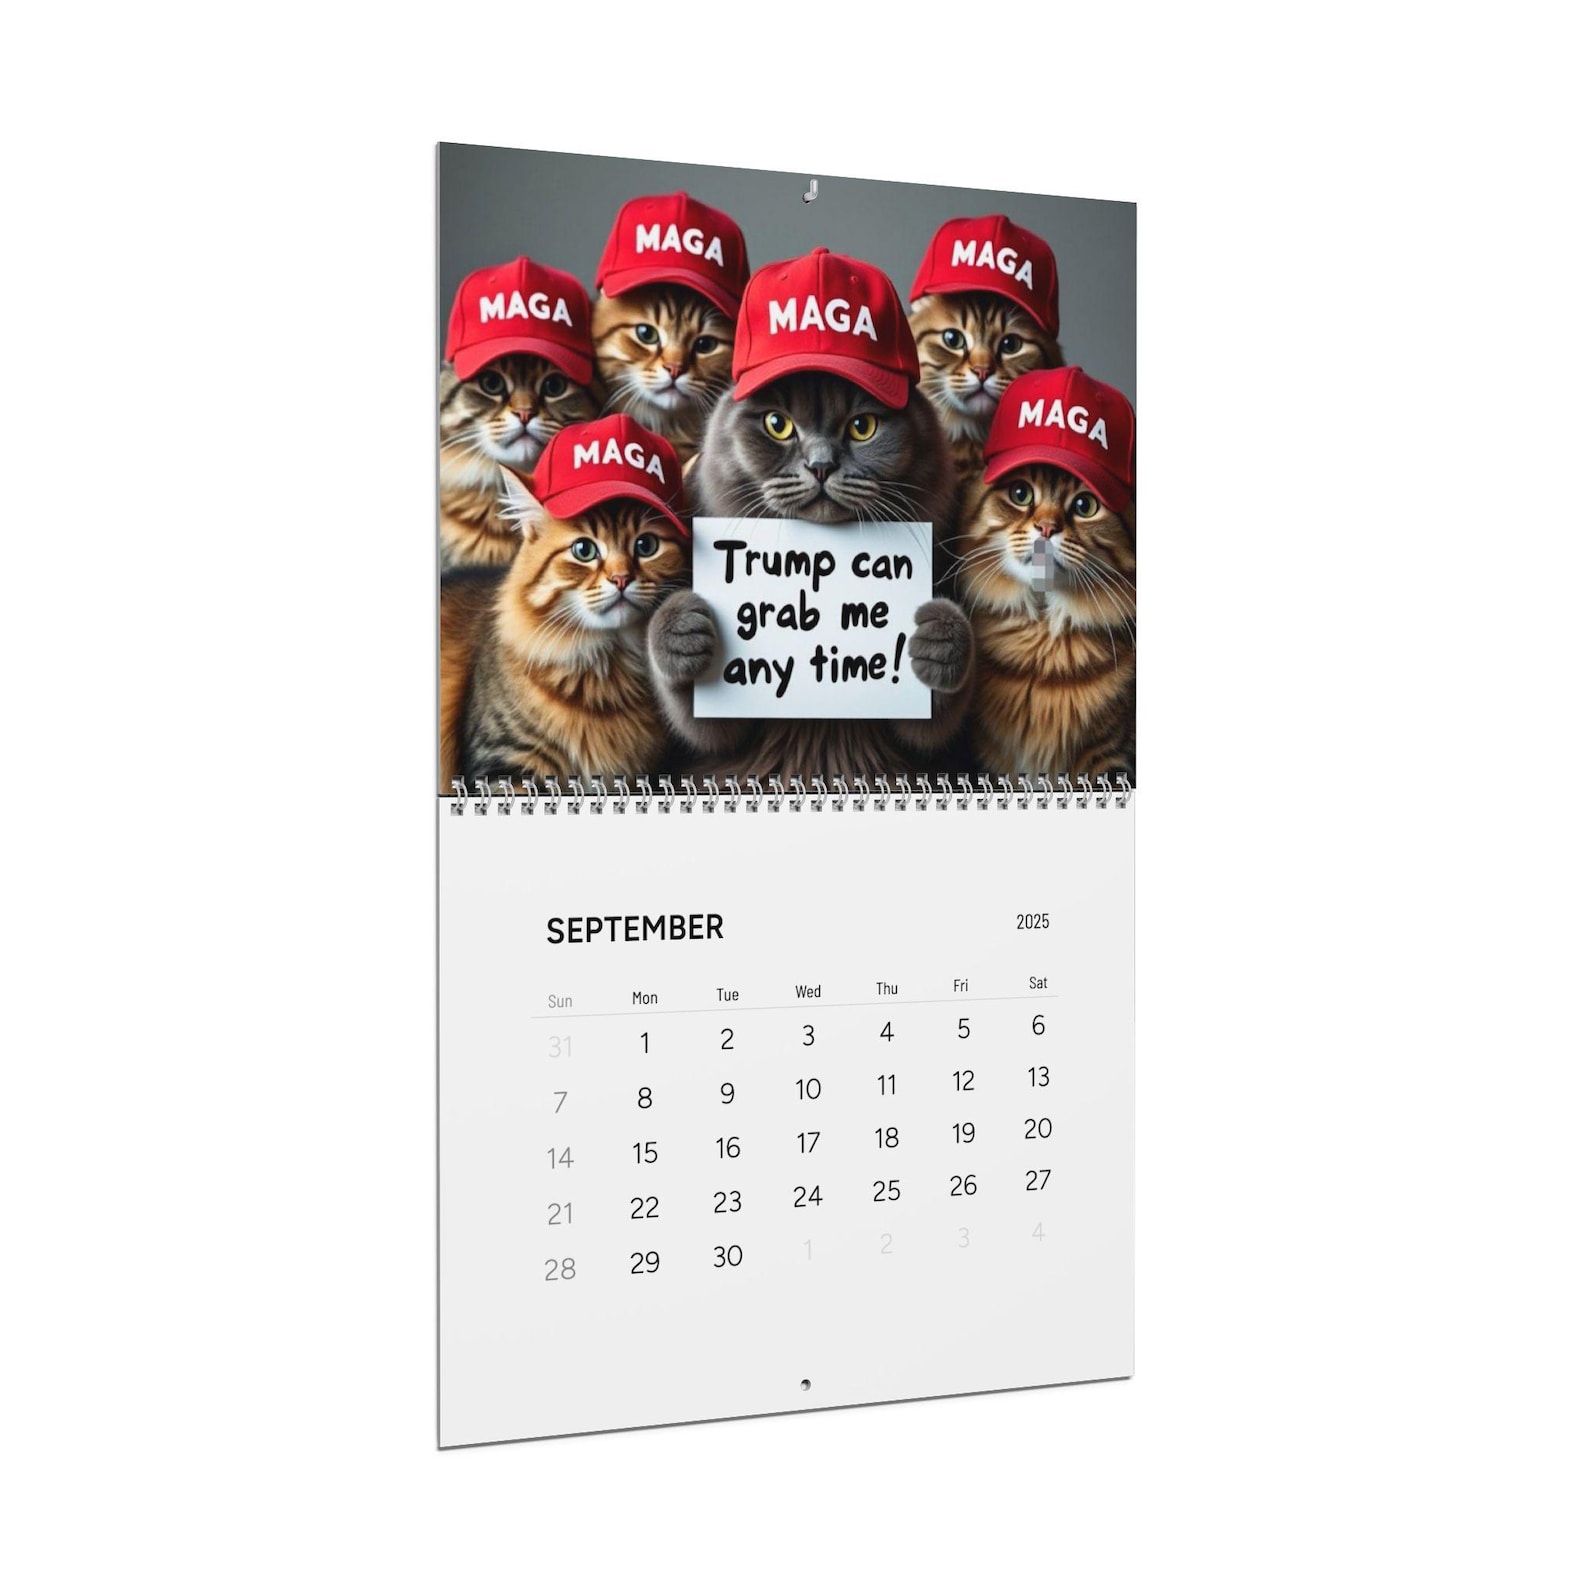 MAGA
MAGA
MAGA
MAGA
MAGA
MAGA
Trump can
grab me
any time!
SEPTEMBER 2025
Sun Mon Tue Wed Thu Fri Sat
31 1 2 3 4 5 6
7 8 9 10 11 12 13
14 15 16 17 18 19 20
21 22 23 24 25 26 27
28 29 30 1 2 3 4